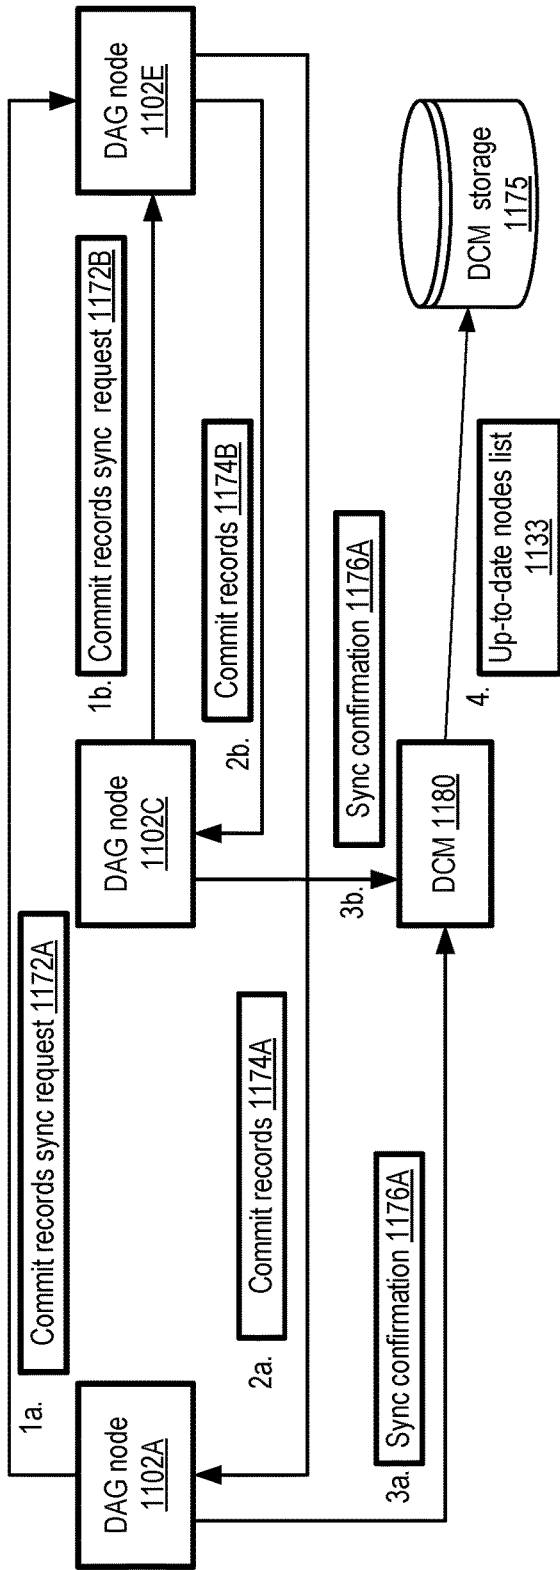 1a.
Commit records sync request 1172A
DAG node
1102A
DAG node
1102C
1b.
Commit records sync request 1172B
DAG node
1102E
2a.
Commit records 1174A
2b.
Commit records 1174B
3a.
Sync confirmation 1176A
3b.
Sync confirmation 1176A
DCM 1180
4.
Up-to-date nodes list
1133
DCM storage
1175